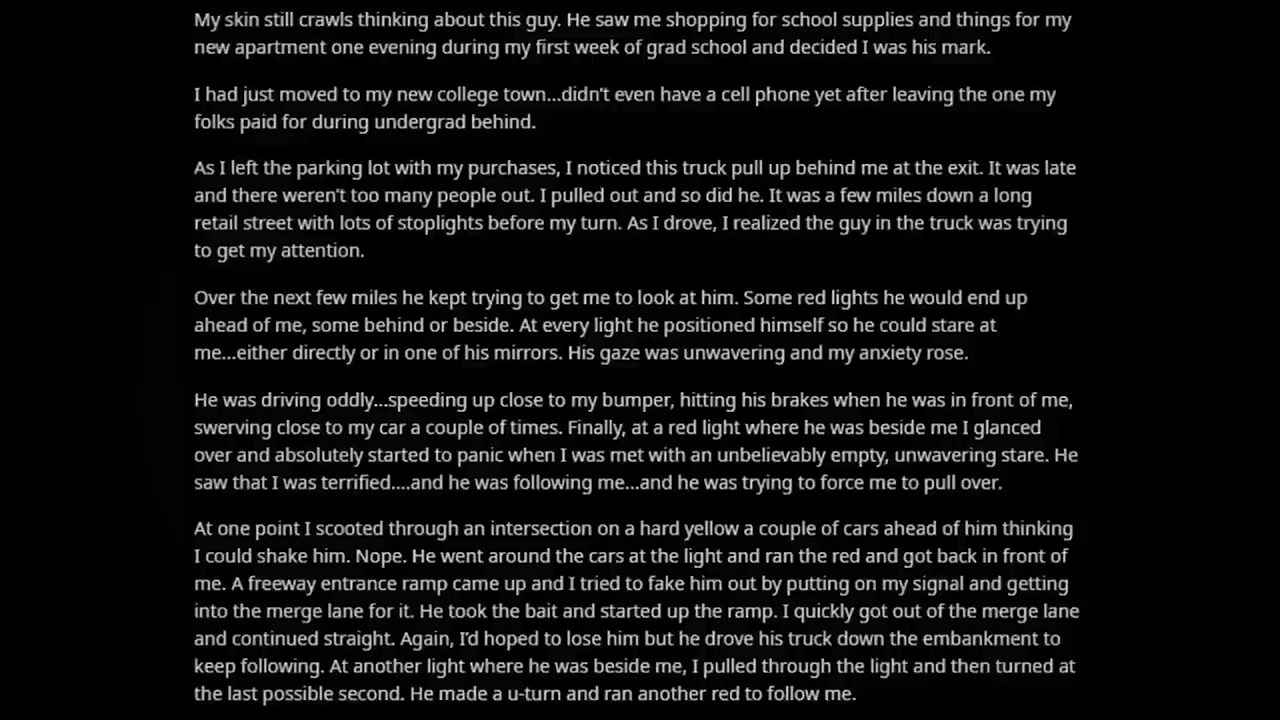 My skin still crawls thinking about this guy. He saw me shopping for school supplies and things for my
new apartment one evening during my first week of grad school and decided I was his mark.
I had just moved to my new college town...didn't even have a cell phone yet after leaving the one my
folks paid for during undergrad behind.
As I left the parking lot with my purchases, I noticed this truck pull up behind me at the exit. It was late
and there weren't too many people out. I pulled out and so did he. It was a few miles down a long
retail street with lots of stoplights before my turn. As I drove, I realized the guy in the truck was trying
to get my attention.
Over the next few miles he kept trying to get me to look at him. Some red lights he would end up
ahead of me, some behind or beside. At every light he positioned himself so he could stare at
me...either directly or in one of his mirrors. His gaze was unwavering and my anxiety rose.
He was driving oddly...speeding up close to my bumper, hitting his brakes when he was in front of me,
swerving close to my car a couple of times. Finally, at a red light where he was beside me I glanced
over and absolutely started to panic when I was met with an unbelievably empty, unwavering stare. He
saw that I was terrified....and he was following me...and he was trying to force me to pull over.
At one point I scooted through an intersection on a hard yellow a couple of cars ahead of him thinking
I could shake him. Nope. He went around the cars at the light and ran the red and got back in front of
me. A freeway entrance ramp came up and I tried to fake him out by putting on my signal and getting
into the merge lane for it. He took the bait and started up the ramp. I quickly got out of the merge lane
and continued straight. Again, I'd hoped to lose him but he drove his truck down the embankment to
keep following. At another light where he was beside me, I pulled through the light and then turned at
the last possible second. He made a u-turn and ran another red to follow me.